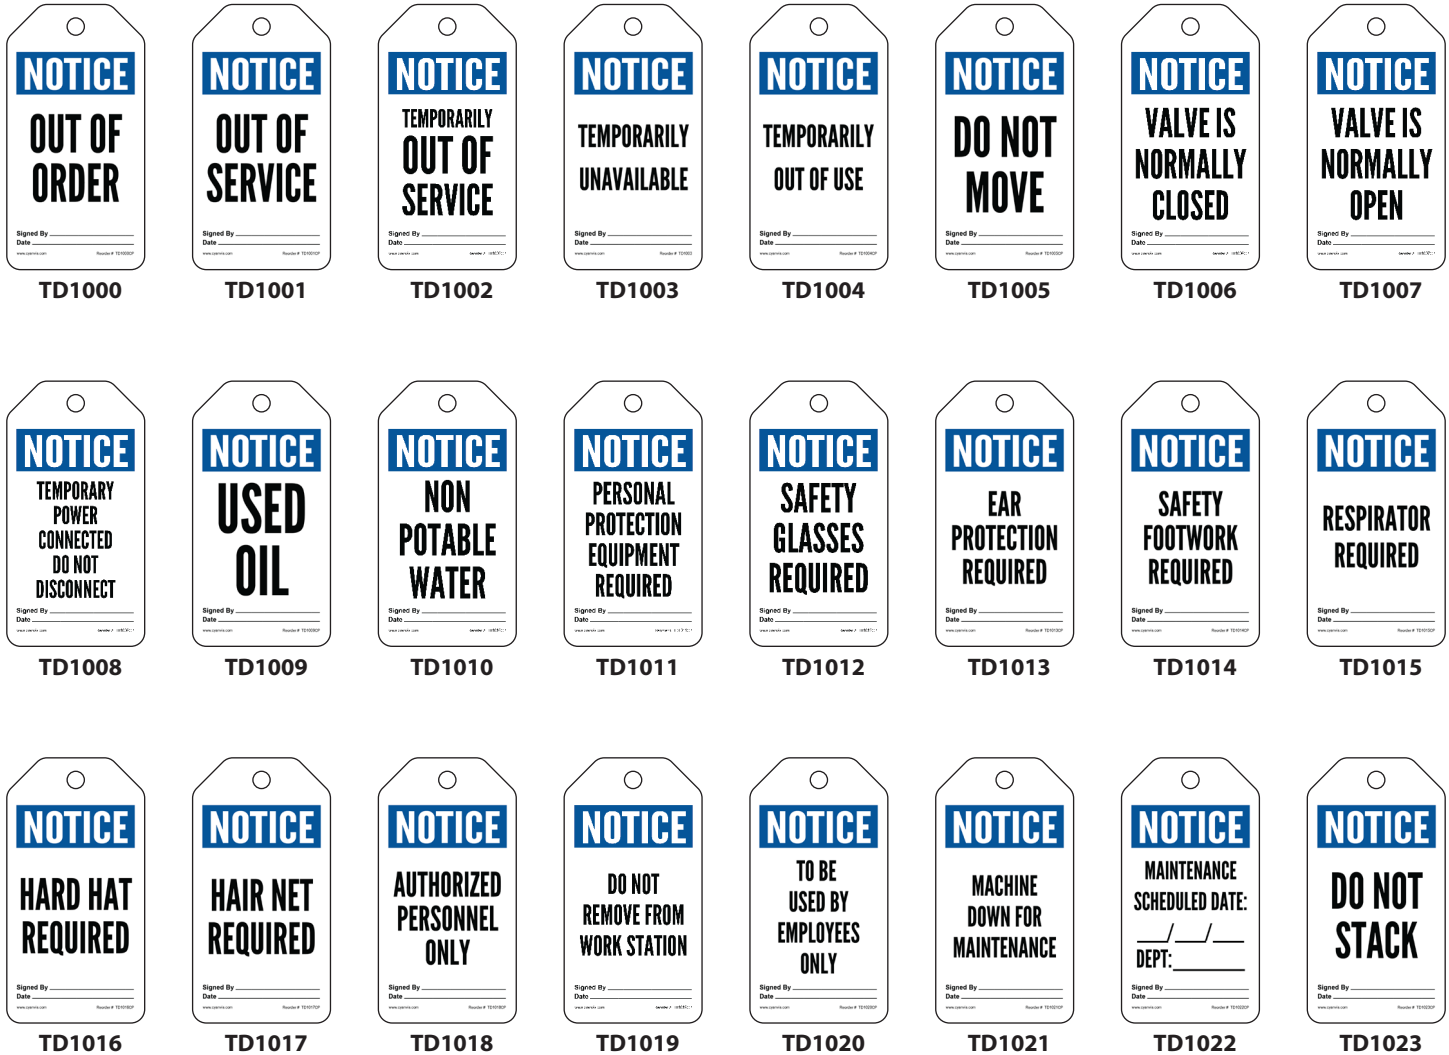 NOTICE
OUT OF
ORDER
Signed By
Date
TD1000
NOTICE
OUT OF
SERVICE
Signed By
Date
TD1001
NOTICE
TEMPORARILY
OUT OF
SERVICE
Signed By
Date
TD1002
NOTICE
TEMPORARILY
UNAVAILABLE
Signed By
Date
TD1003
NOTICE
TEMPORARILY
OUT OF USE
Signed By
Date
TD1004
NOTICE
DO NOT
MOVE
Signed By
Date
TD1005
NOTICE
VALVE IS
NORMALLY
CLOSED
Signed By
Date
TD1006
NOTICE
VALVE IS
NORMALLY
OPEN
Signed By
Date
TD1007
NOTICE
TEMPORARY
POWER
CONNECTED
DO NOT
DISCONNECT
Signed By
Date
TD1008
NOTICE
USED
OIL
Signed By
Date
TD1009
NOTICE
NON
POTABLE
WATER
Signed By
Date
TD1010
NOTICE
PERSONAL
PROTECTION
EQUIPMENT
REQUIRED
Signed By
Date
TD1011
NOTICE
SAFETY
GLASSES
REQUIRED
Signed By
Date
TD1012
NOTICE
EAR
PROTECTION
REQUIRED
Signed By
Date
TD1013
NOTICE
SAFETY
FOOTWORK
REQUIRED
Signed By
Date
TD1014
NOTICE
RESPIRATOR
REQUIRED
Signed By
Date
TD1015
NOTICE
HARD HAT
REQUIRED
Signed By
Date
TD1016
NOTICE
HAIR NET
REQUIRED
Signed By
Date
TD1017
NOTICE
AUTHORIZED
PERSONNEL
ONLY
Signed By
Date
TD1018
NOTICE
DO NOT
REMOVE FROM
WORK STATION
Signed By
Date
TD1019
NOTICE
TO BE
USED BY
EMPLOYEES
ONLY
Signed By
Date
TD1020
NOTICE
MACHINE
DOWN FOR
MAINTENANCE
Signed By
Date
TD1021
NOTICE
MAINTENANCE
SCHEDULED DATE:
___/___/___
DEPT:
Signed By
Date
TD1022
NOTICE
DO NOT
STACK
Signed By
Date
TD1023